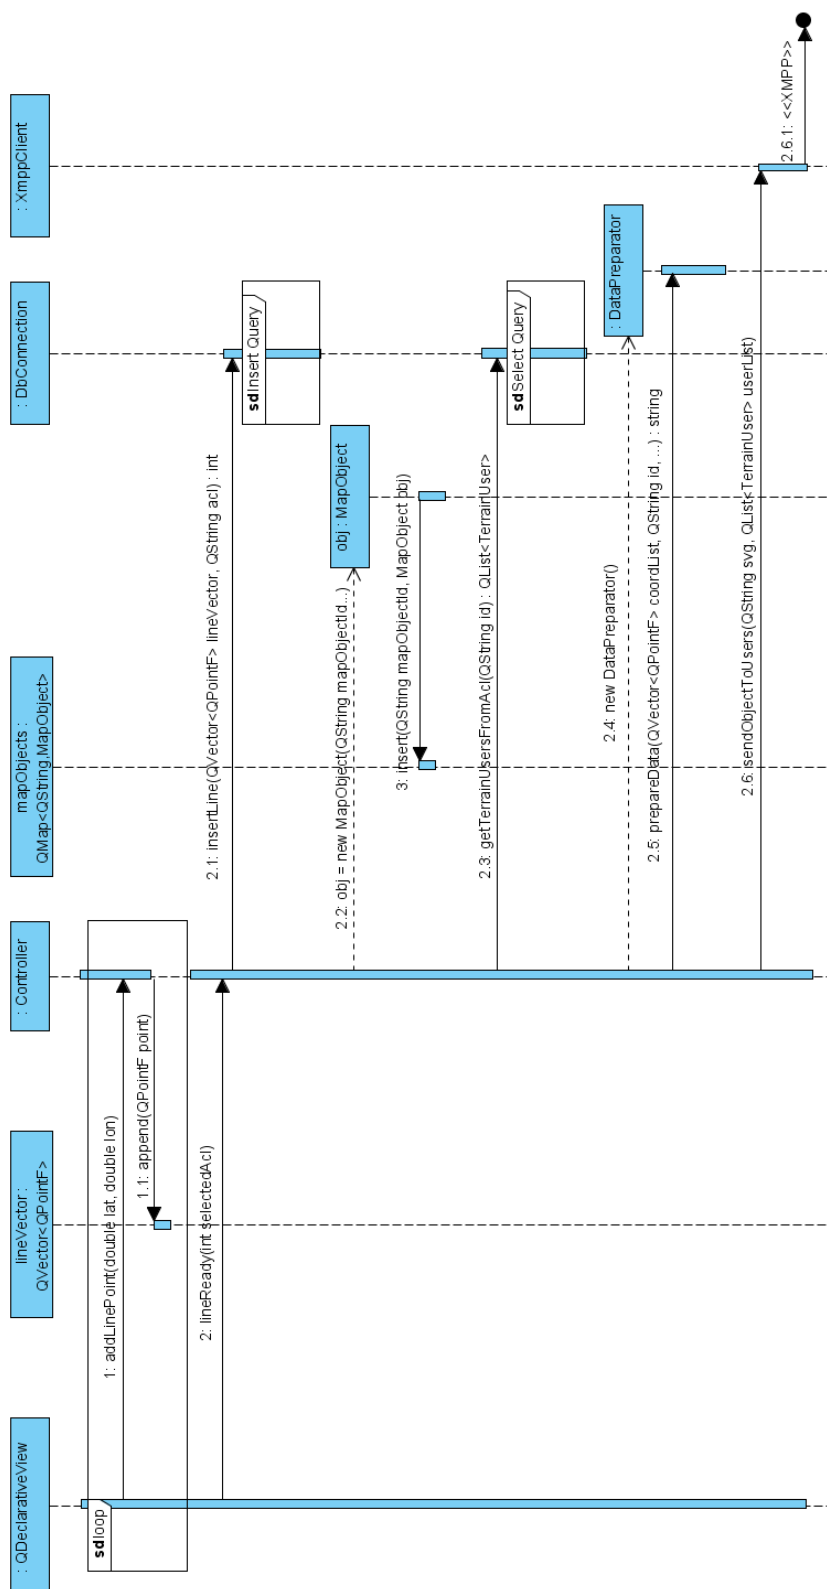 : QDeclarativeView
lineVector :
QVector<QPointF>
: Controller
mapObjects :
QMap<QString,MapObject>
: DbConnection
: XmppClient
sd loop
1: addLinePoint(double lat, double lon)
1.1: append(QPointF point)
2: lineReady(int selectedAcl)
2.1: insertLine(QVector<QPointF> lineVector, QString acl) : int
sd Insert Query
2.2: obj = new MapObject(QString mapObjectId...)
obj : MapObject
3: insert(QString mapObjectId, MapObject obj)
2.3: getTerrainUsersFromAcl(QString id) : QList<TerrainUser>
sd Select Query
2.4: new DataPreparator()
: DataPreparator
2.5: prepareData(QVector<QPointF> coordList, QString id, ...) : string
2.6: sendObjectToUsers(QString svg, QList<TerrainUser> userList)
2.6.1: <<XMPP>>